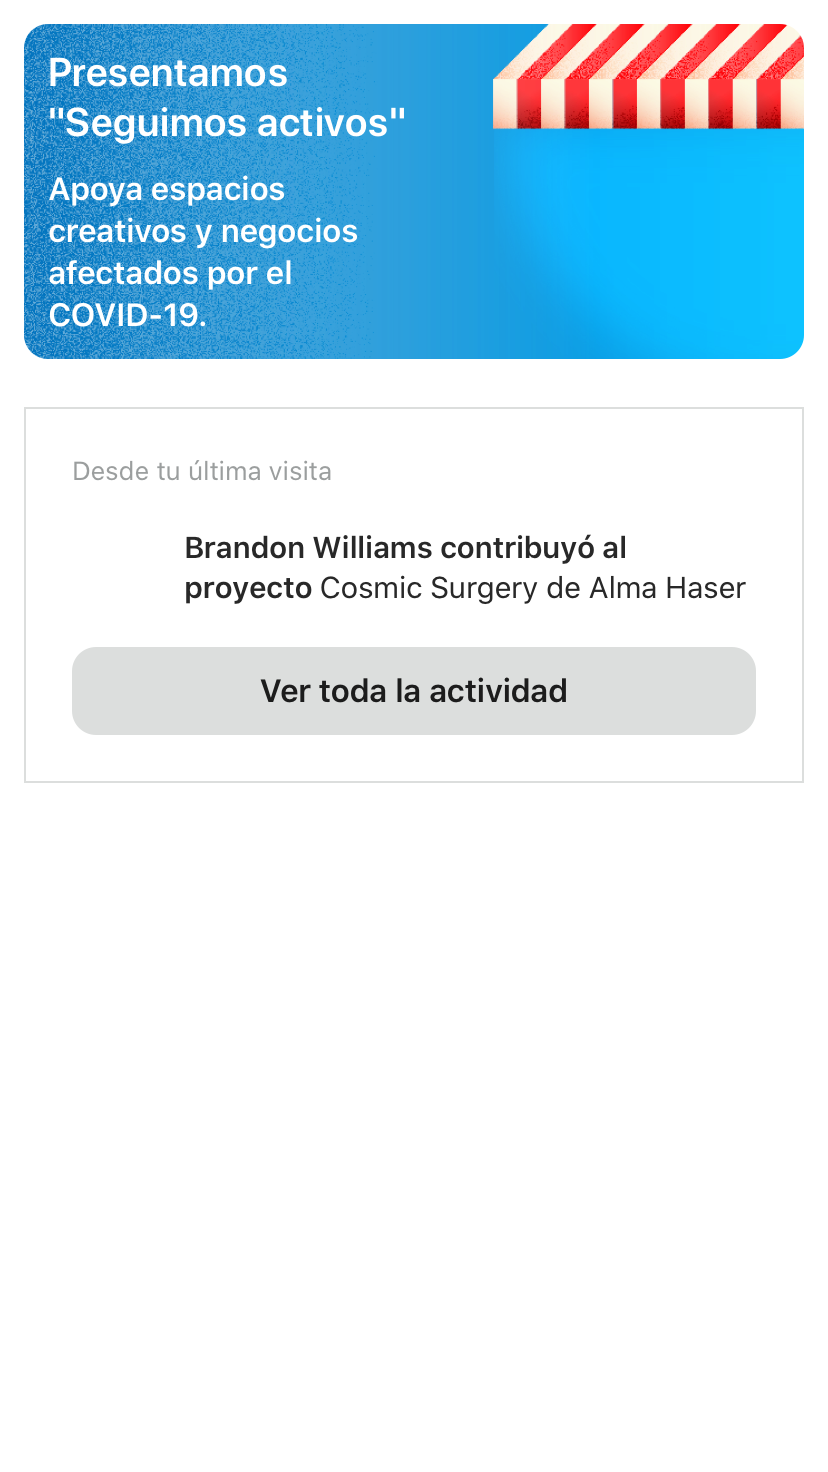 Presentamos
"Seguimos activos"
Apoya espacios
creativos y negocios
afectados por el
COVID-19.
Desde tu última visita
Brandon Williams contribuyó al
proyecto Cosmic Surgery de Alma Haser
Ver toda la actividad